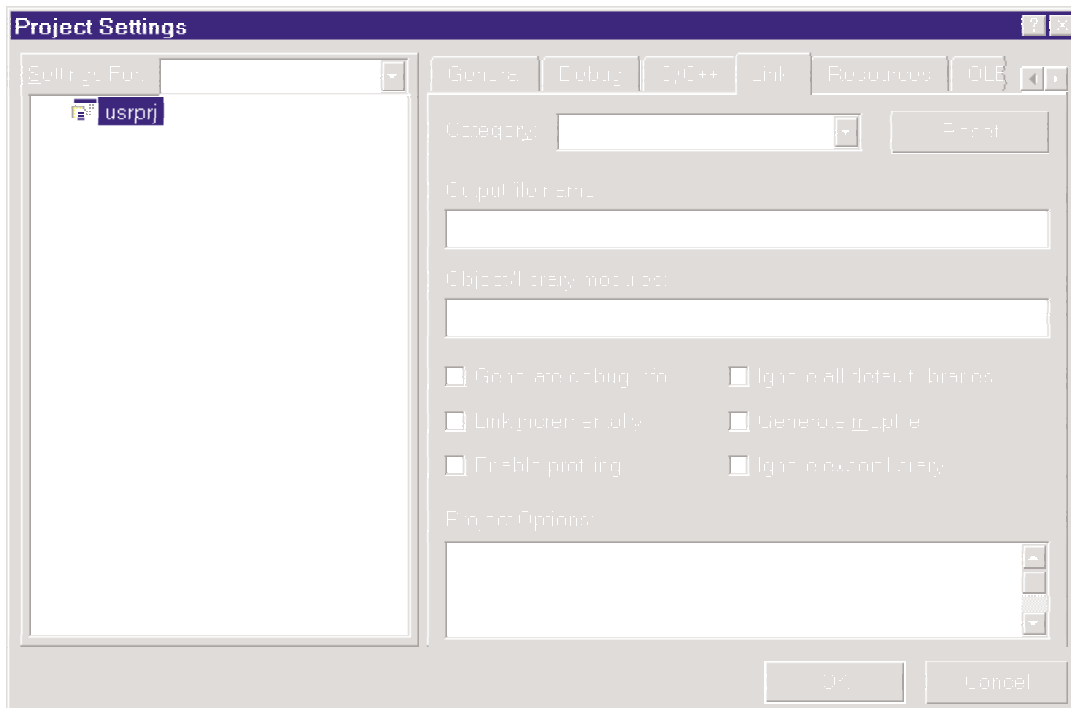 Project Settings
Settings For:
usrprj
General Debug C/C++ Link Resources OLE
Category:
Reset
Output file name:
Object/library modules:
Generate debug info
Ignore all default libraries
Link incrementally
Generate mapfile
Enable profiling
Ignore export library
Project Options:
OK
Cancel